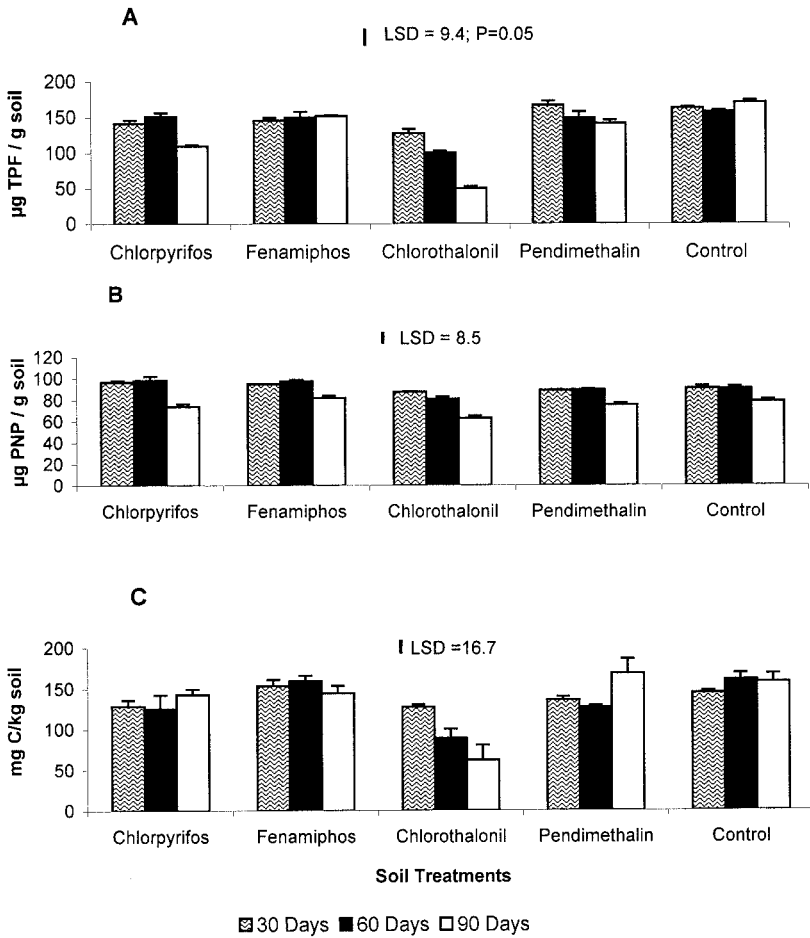 A
LSD = 9.4; P=0.05
µg TPF / g soil
200
150
100
50
0
Chlorpyrifos Fenamiphos Chlorothalonil Pendimethalin Control
B
LSD = 8.5
µg PNP / g soil
120
100
80
60
40
20
0
Chlorpyrifos Fenamiphos Chlorothalonil Pendimethalin Control
C
LSD =16.7
mg C/kg soil
200
150
100
50
0
Chlorpyrifos Fenamiphos Chlorothalonil Pendimethalin Control
Soil Treatments
30 Days 60 Days 90 Days